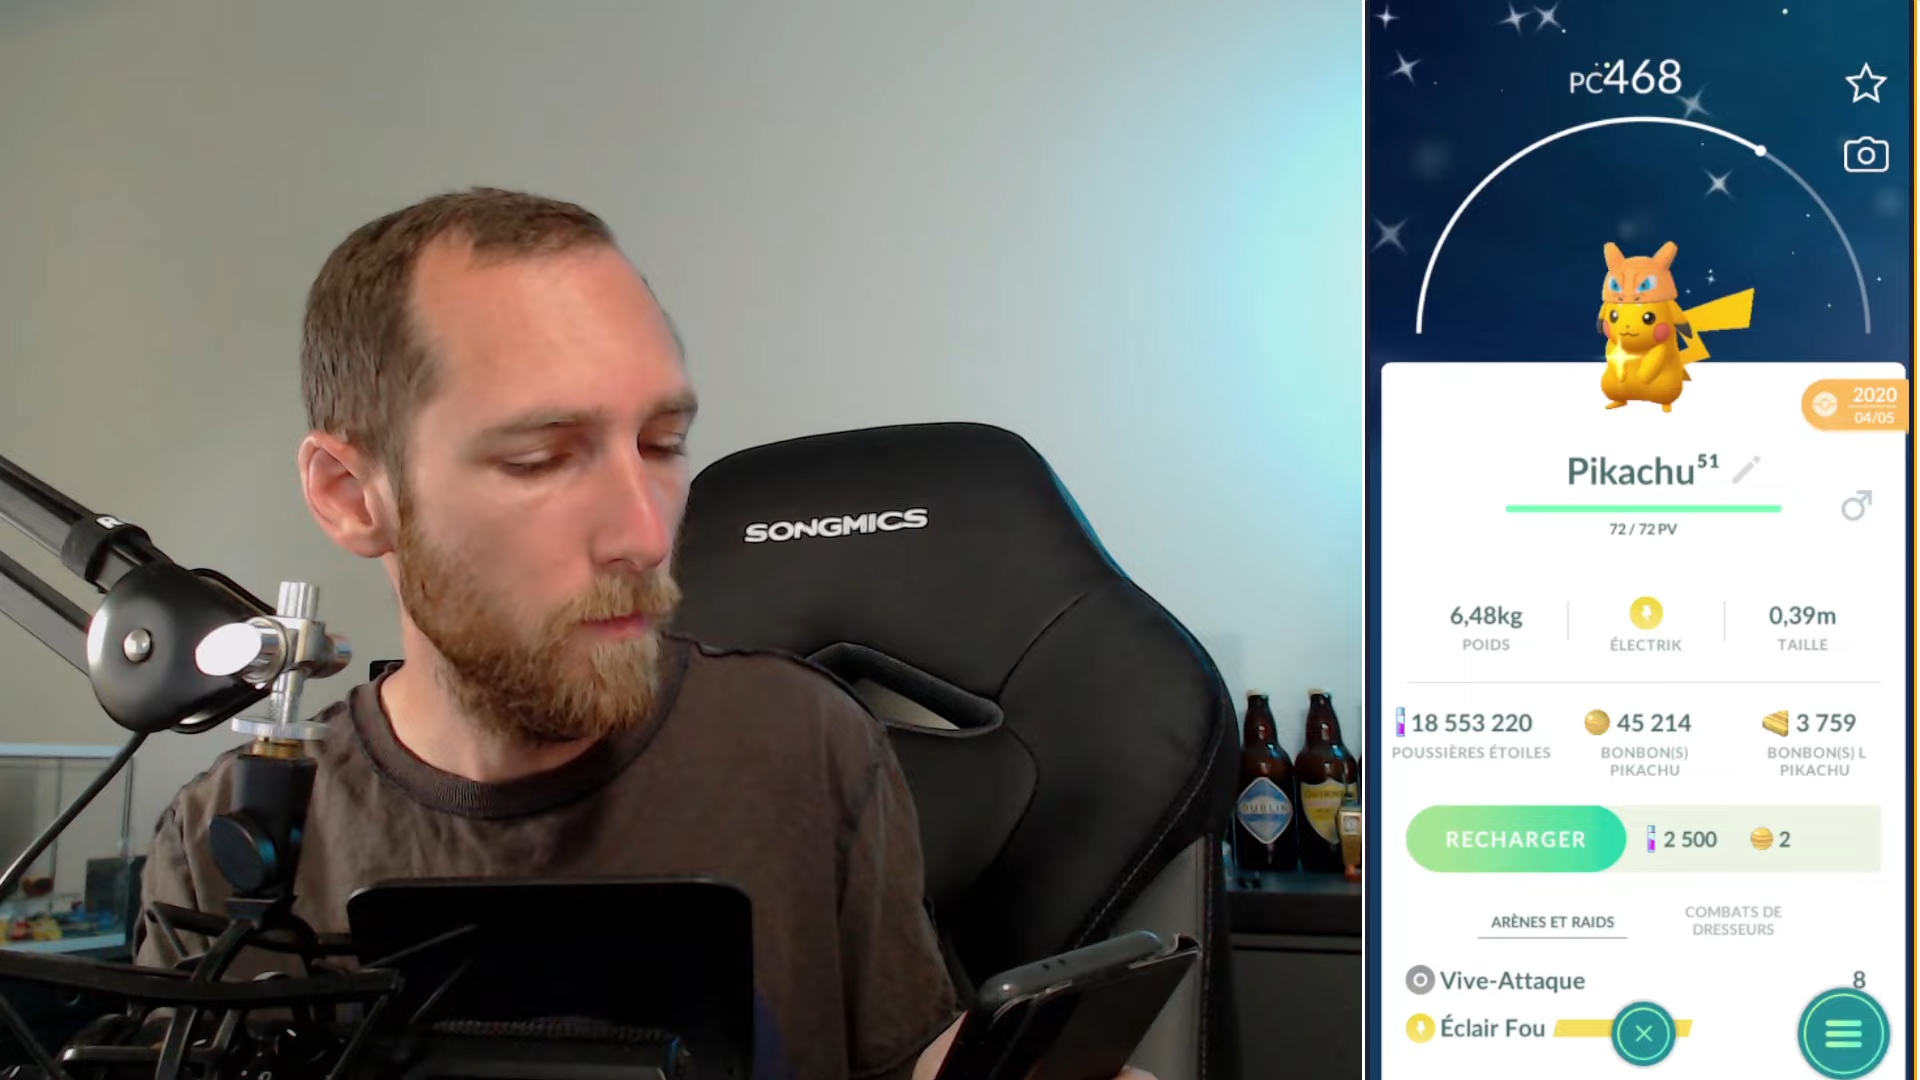 PC468
2020
04/05
Pikachu⁵¹
72 / 72 PV
6,48kg
POIDS
ÉLECTRIK
0,39m
TAILLE
18 553 220
POUSSIÈRES ÉTOILES
45 214
BONBON(S)
PIKACHU
3 759
BONBON(S) L
PIKACHU
RECHARGER
2 500
2
ARÈNES ET RAIDS
COMBATS DE
DRESSEURS
Vive-Attaque
8
Éclair Fou
SONGMICS
R
DUBLIN